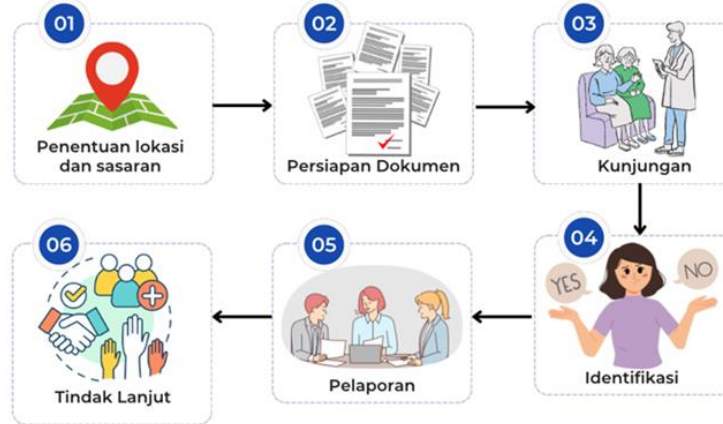 01
Penentuan lokasi
dan sasaran
02
Persiapan Dokumen
03
Kunjungan
04
YES
NO
Identifikasi
05
Pelaporan
06
Tindak Lanjut